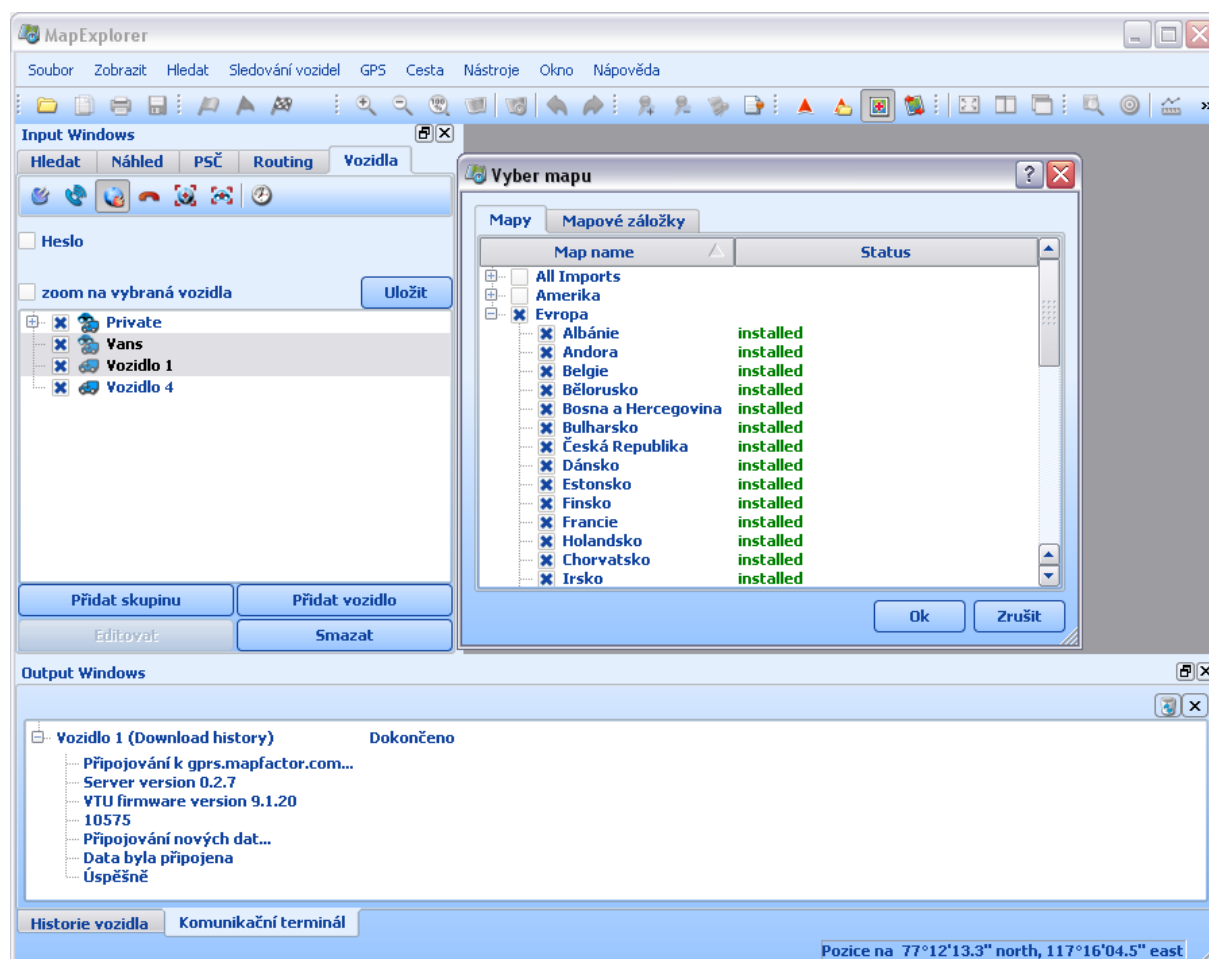 MapExplorer
Soubor Zobrazit Hledat Sledování vozidel GPS Cesta Nástroje Okno Nápověda
Input Windows
Hledat Náhled PSČ Routing Vozidla
Heslo
zoom na vybraná vozidla Uložit
Private
Vans
Vozidlo 1
Vozidlo 4
Přidat skupinu Přidat vozidlo
Editovat Smazat
Vyber mapu
Mapy Mapové záložky
Map name Status
All Imports
Amerika
Evropa
Albánie installed
Andora installed
Belgie installed
Bělorusko installed
Bosna a Hercegovina installed
Bulharsko installed
Česká Republika installed
Dánsko installed
Estonsko installed
Finsko installed
Francie installed
Holandsko installed
Chorvatsko installed
Irsko installed
Ok Zrušit
Output Windows
Vozidlo 1 (Download history) Dokončeno
Připojování k gprs.mapfactor.com...
Server version 0.2.7
VTU firmware version 9.1.20
10575
Připojování nových dat...
Data byla připojena
Úspěšně
Historie vozidla Komunikační terminál
Pozice na 77°12'13.3" north, 117°16'04.5" east